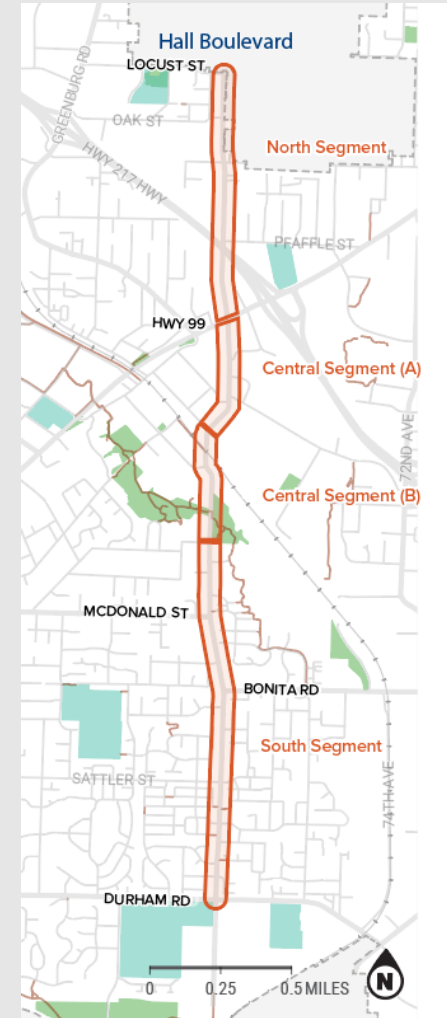 Hall Boulevard
LOCUST ST
GREENBURG RD
OAK ST
HWY 217 HWY
North Segment
PFAFFLE ST
HWY 99
Central Segment (A)
72ND AVE
Central Segment (B)
MCDONALD ST
BONITA RD
South Segment
SATTLER ST
74TH AVE
DURHAM RD
0 0.25 0.5 MILES
N